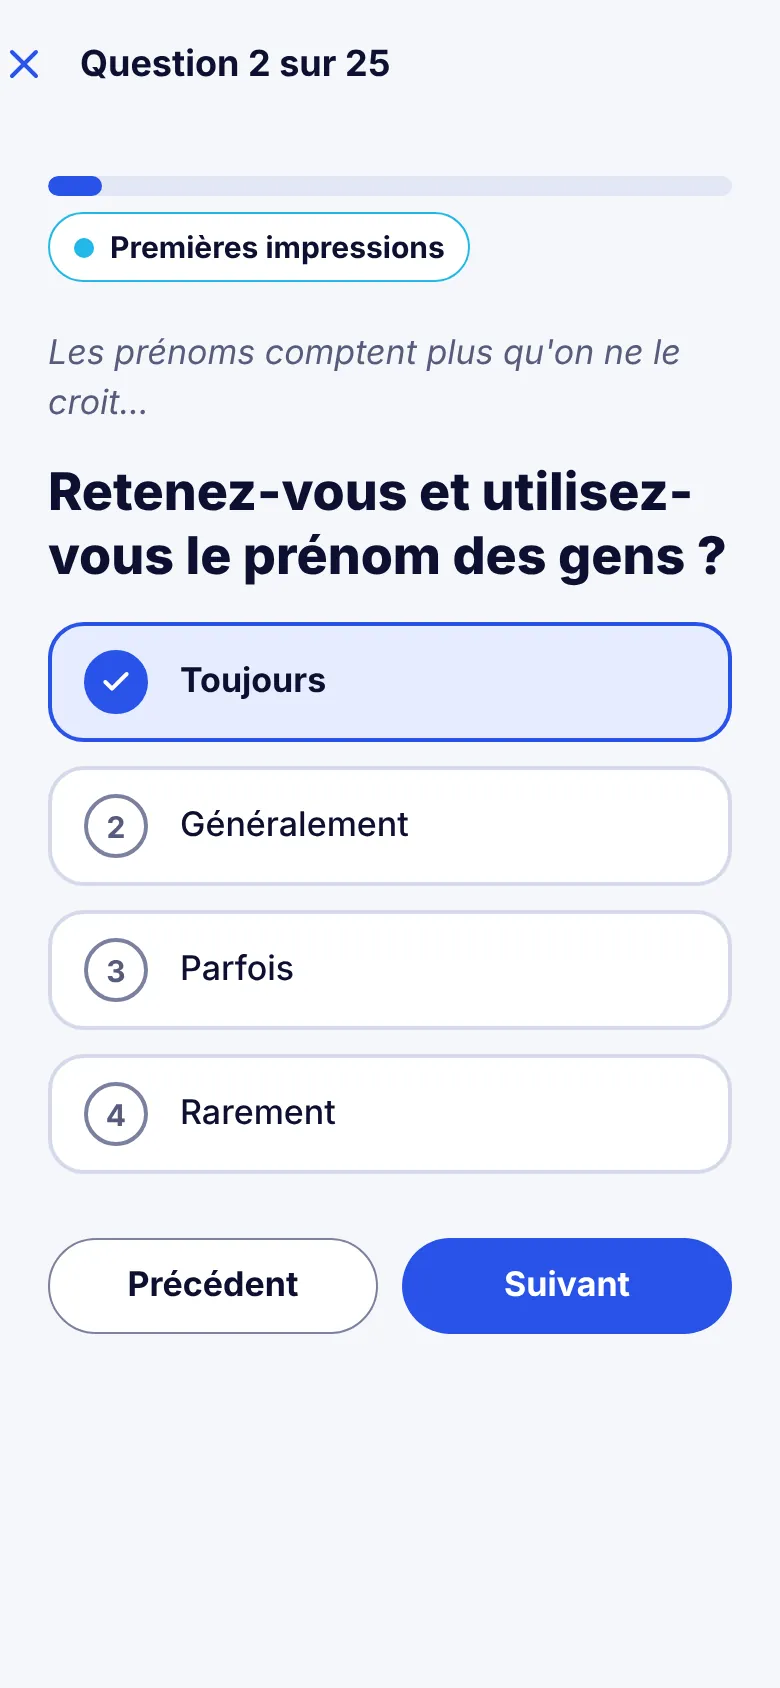 Question 2 sur 25
Premières impressions
Les prénoms comptent plus qu'on ne le
croit...
Retenez-vous et utilisez-
vous le prénom des gens ?
Toujours
2 Généralement
3 Parfois
4 Rarement
Précédent Suivant